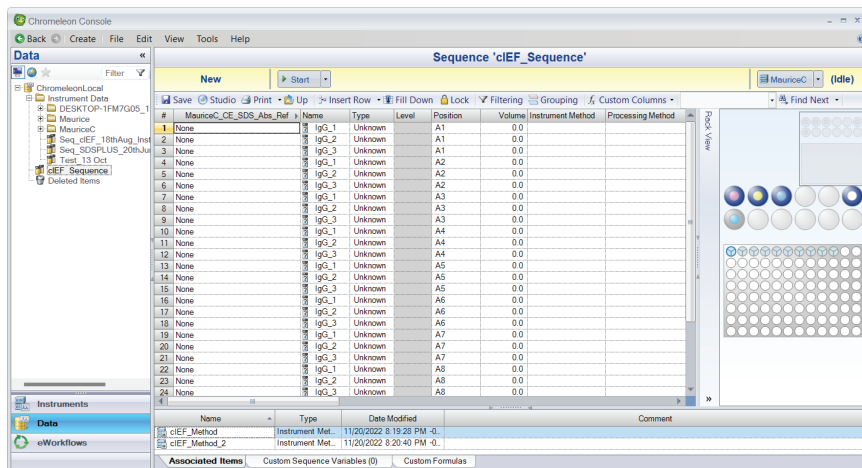 Chromeleon Console
Back Create File Edit View Tools Help
Data «
Sequence 'cIEF_Sequence'
Filter
New Start MauriceC (Idle)
Save Studio Print Up Insert Row Fill Down Lock Filtering Grouping Custom Columns Find Next
ChromeleonLocal
Instrument Data
DESKTOP-1FM7G05_1
Maurice
MauriceC
Seq_cIEF_18thAug_Inst
Seq_SDSPLUS_20thJu
Test_13 Oct
cIEF_Sequence
Deleted Items
# MauriceC_CE_SDS_Abs_Ref Name Type Level Position Volume Instrument Method Processing Method
1 None IgG_1 Unknown A1 0.0
2 None IgG_2 Unknown A1 0.0
3 None IgG_3 Unknown A1 0.0
4 None IgG_1 Unknown A2 0.0
5 None IgG_2 Unknown A2 0.0
6 None IgG_3 Unknown A2 0.0
7 None IgG_1 Unknown A3 0.0
8 None IgG_2 Unknown A3 0.0
9 None IgG_3 Unknown A3 0.0
10 None IgG_1 Unknown A4 0.0
11 None IgG_2 Unknown A4 0.0
12 None IgG_3 Unknown A4 0.0
13 None IgG_1 Unknown A5 0.0
14 None IgG_2 Unknown A5 0.0
15 None IgG_3 Unknown A5 0.0
16 None IgG_1 Unknown A6 0.0
17 None IgG_2 Unknown A6 0.0
18 None IgG_3 Unknown A6 0.0
19 None IgG_1 Unknown A7 0.0
20 None IgG_2 Unknown A7 0.0
21 None IgG_3 Unknown A7 0.0
22 None IgG_1 Unknown A8 0.0
23 None IgG_2 Unknown A8 0.0
24 None IgG_3 Unknown A8 0.0
Rack View
»
Instruments
Data
eWorkflows
Name Type Date Modified Comment
cIEF_Method Instrument Met... 11/20/2022 8:19:28 PM -0...
cIEF_Method_2 Instrument Met... 11/20/2022 8:20:40 PM -0...
Associated Items Custom Sequence Variables (0) Custom Formulas